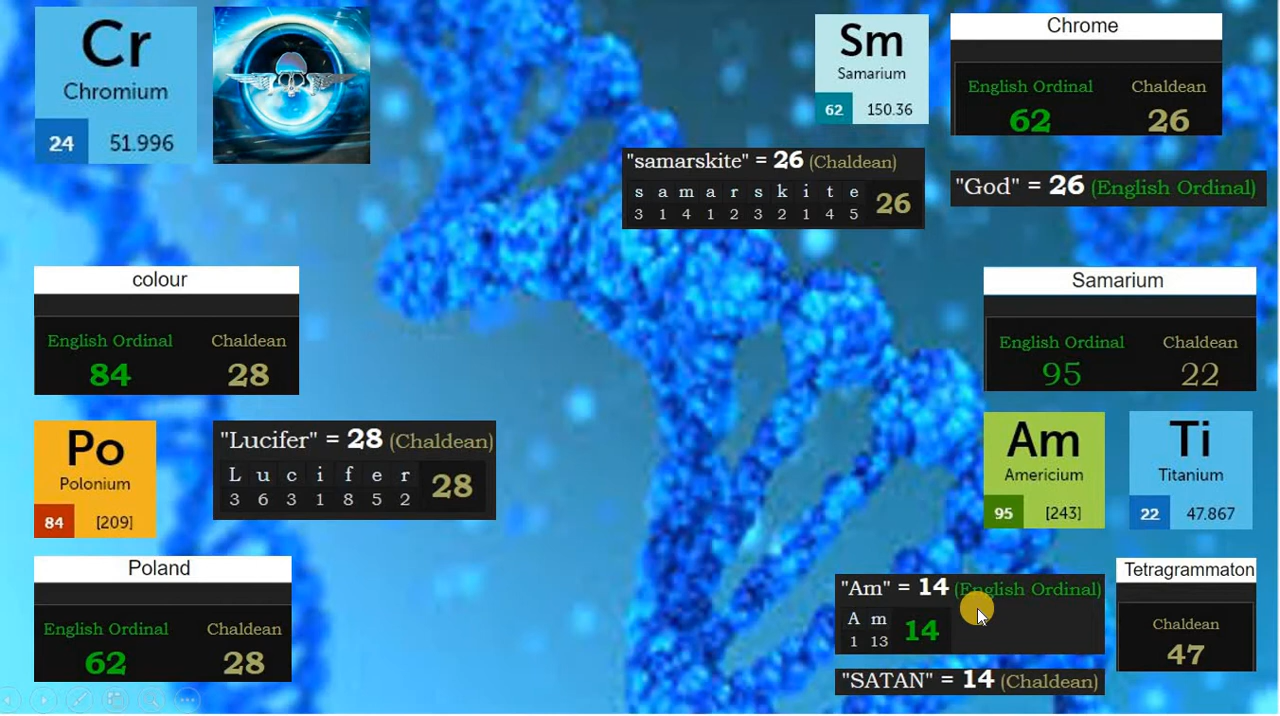 Cr
Chromium
24 51.996
Sm
Samarium
62 150.36
Chrome
English Ordinal Chaldean
62 26
"samarskite" = 26 (Chaldean)
s a m a r s k i t e
3 1 4 1 2 3 2 1 4 5 26
"God" = 26 (English Ordinal)
colour
English Ordinal Chaldean
84 28
Samarium
English Ordinal Chaldean
95 22
Po
Polonium
84 [209]
"Lucifer" = 28 (Chaldean)
L u c i f e r
3 6 3 1 8 5 2 28
Am
Americium
95 [243]
Ti
Titanium
22 47.867
Poland
English Ordinal Chaldean
62 28
"Am" = 14 (English Ordinal)
A m
1 13 14
"SATAN" = 14 (Chaldean)
Tetragrammaton
Chaldean
47